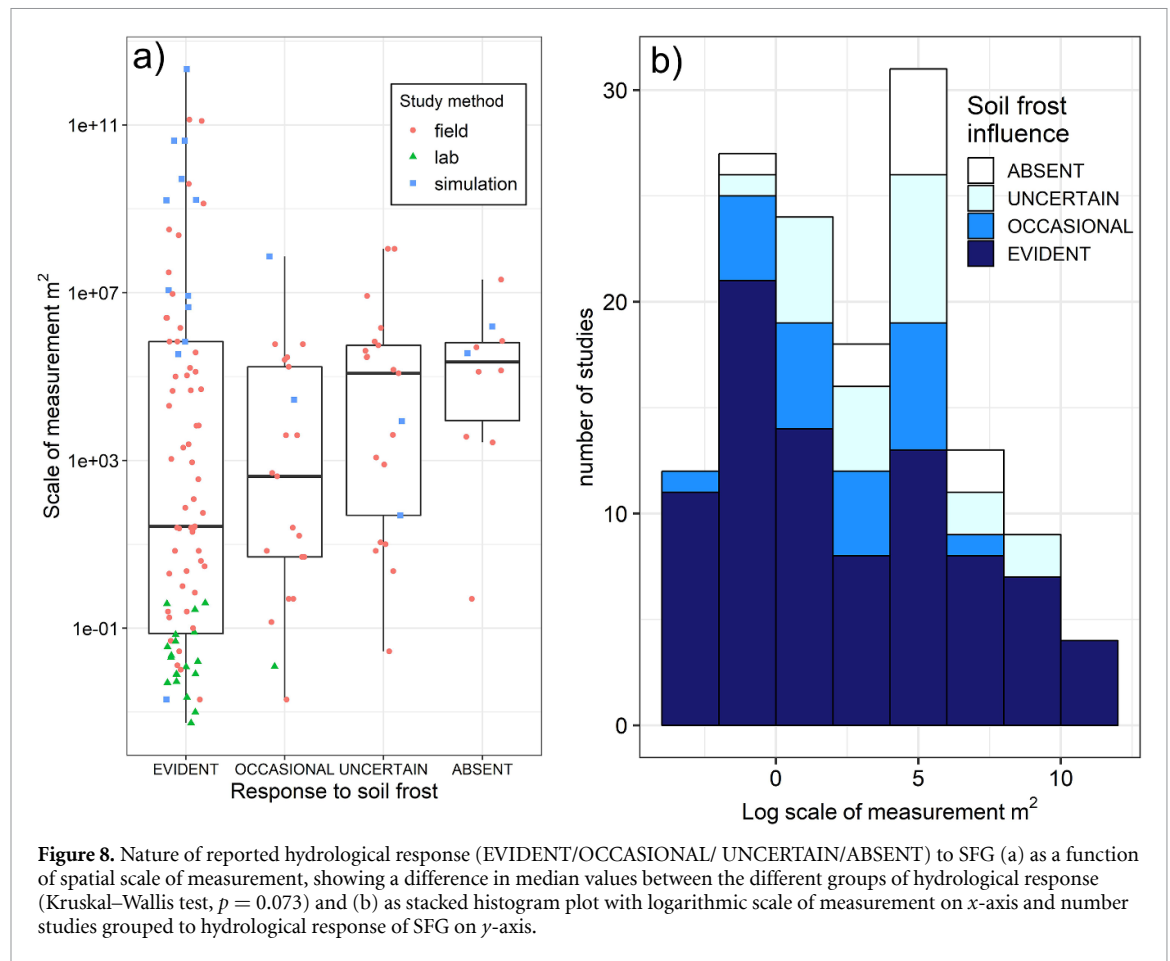 a)
Study method
field
lab
simulation
1e+11
1e+07
1e+03
1e−01
Scale of measurement m²
EVIDENT OCCASIONAL UNCERTAIN ABSENT
Response to soil frost
b)
Soil frost
influence
ABSENT
UNCERTAIN
OCCASIONAL
EVIDENT
30
20
10
0
number of studies
0 5 10
Log scale of measurement m²
Figure 8. Nature of reported hydrological response (EVIDENT/OCCASIONAL/ UNCERTAIN/ABSENT) to SFG (a) as a function
of spatial scale of measurement, showing a difference in median values between the different groups of hydrological response
(Kruskal–Wallis test, p = 0.073) and (b) as stacked histogram plot with logarithmic scale of measurement on x-axis and number
studies grouped to hydrological response of SFG on y-axis.